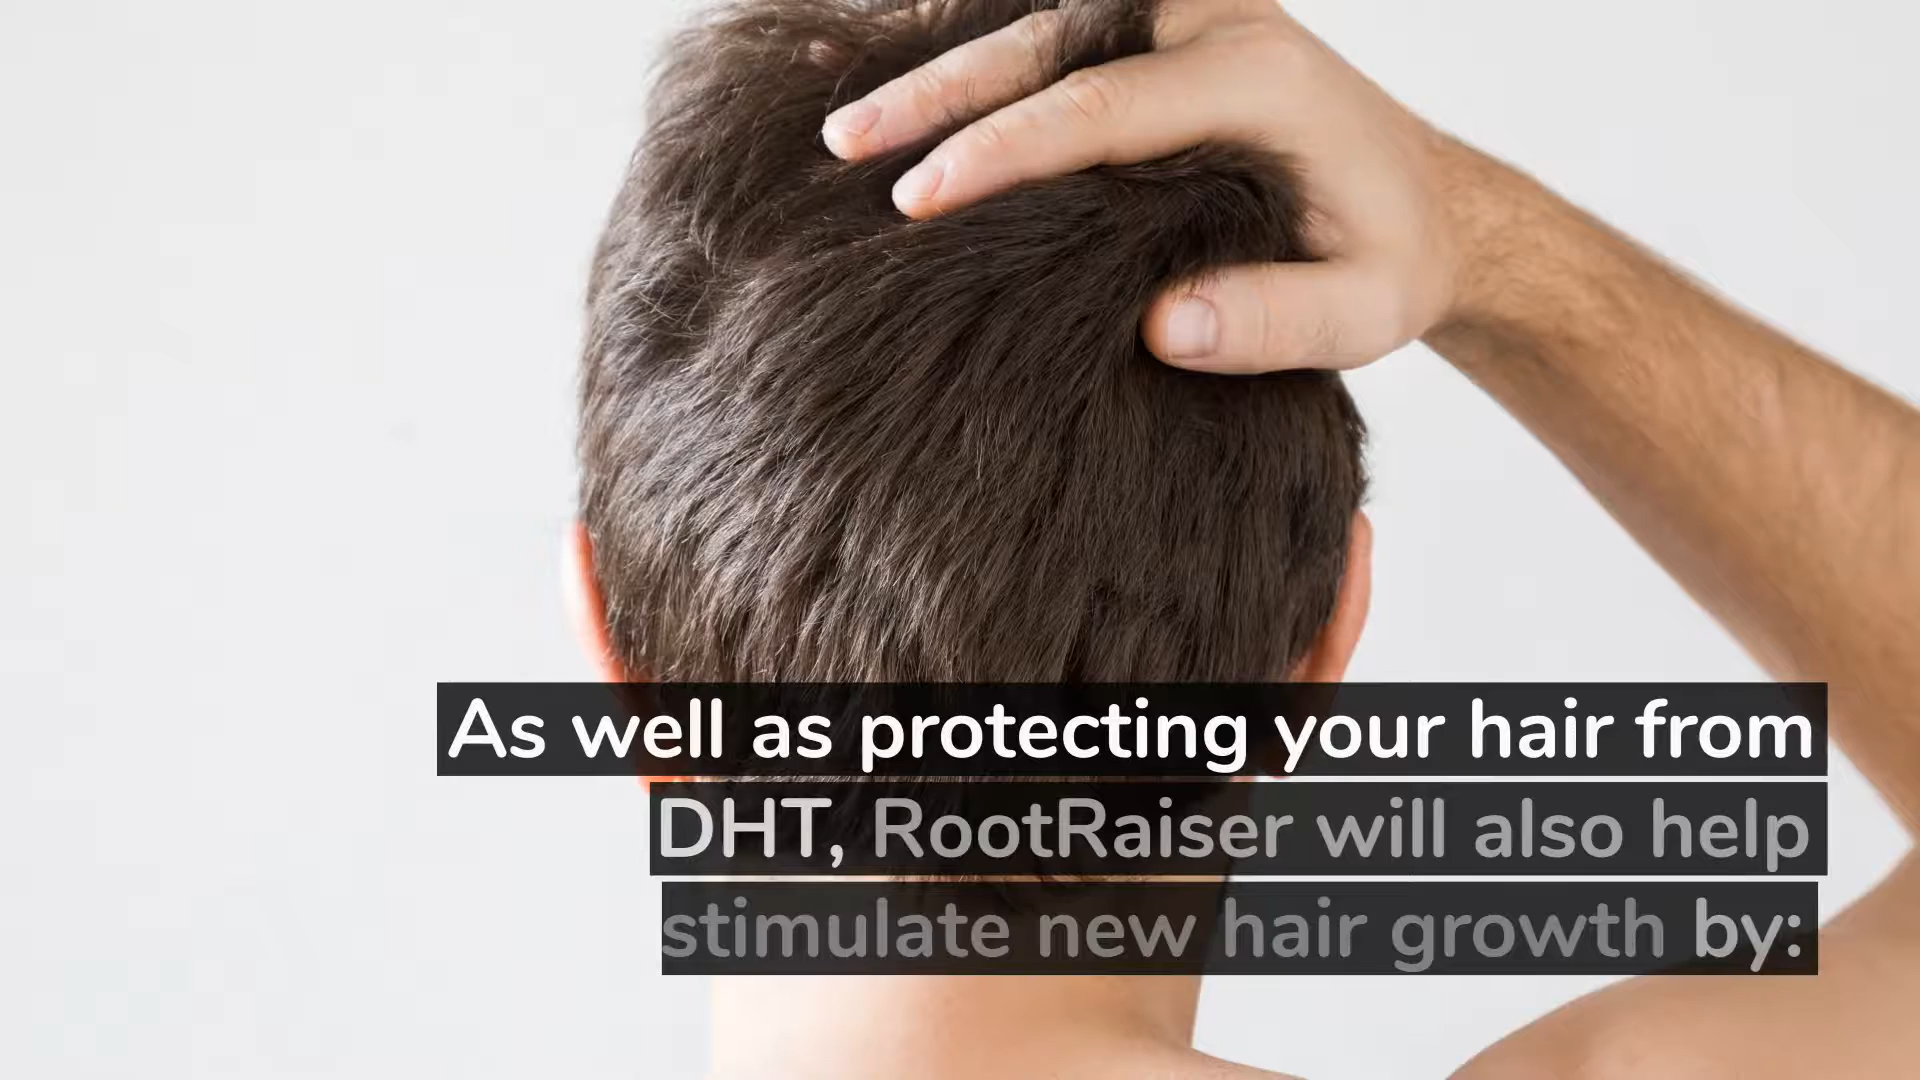 As well as protecting your hair from
DHT, RootRaiser will also help
stimulate new hair growth by: